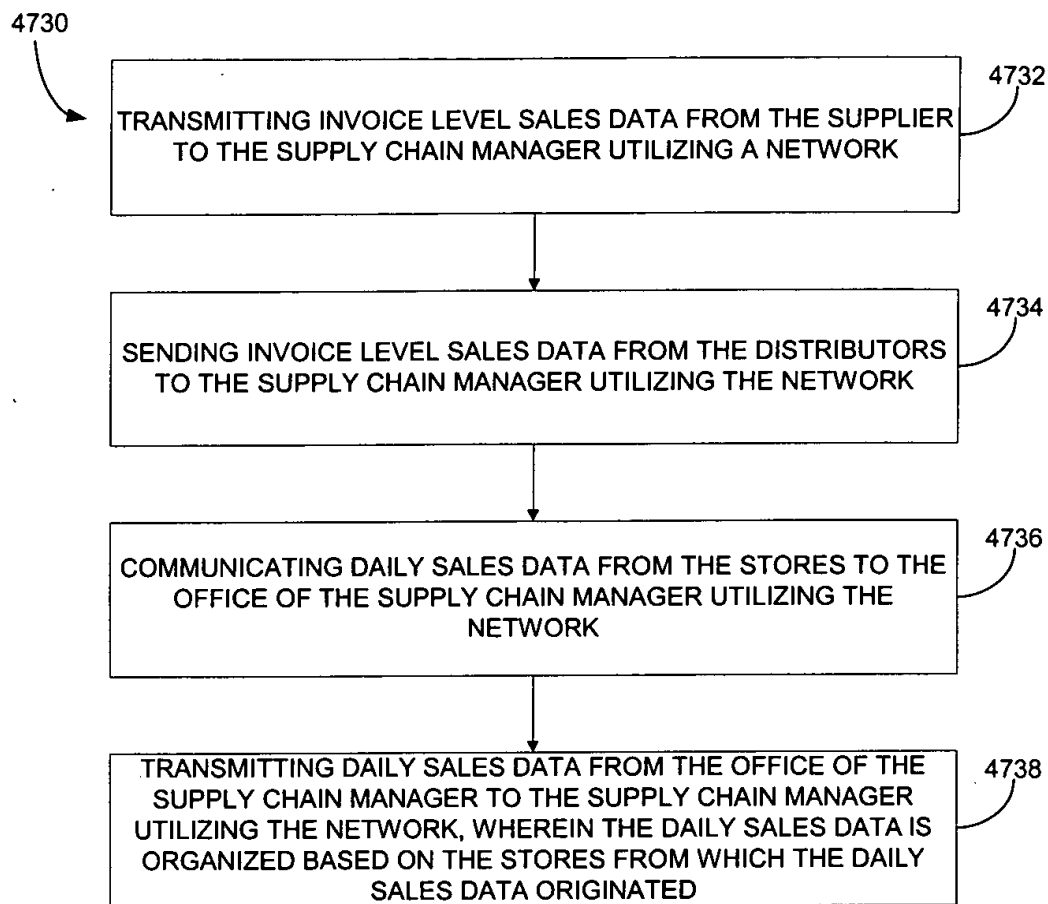 4730
4732
TRANSMITTING INVOICE LEVEL SALES DATA FROM THE SUPPLIER
TO THE SUPPLY CHAIN MANAGER UTILIZING A NETWORK
4734
SENDING INVOICE LEVEL SALES DATA FROM THE DISTRIBUTORS
TO THE SUPPLY CHAIN MANAGER UTILIZING THE NETWORK
4736
COMMUNICATING DAILY SALES DATA FROM THE STORES TO THE
OFFICE OF THE SUPPLY CHAIN MANAGER UTILIZING THE
NETWORK
4738
TRANSMITTING DAILY SALES DATA FROM THE OFFICE OF THE
SUPPLY CHAIN MANAGER TO THE SUPPLY CHAIN MANAGER
UTILIZING THE NETWORK, WHEREIN THE DAILY SALES DATA IS
ORGANIZED BASED ON THE STORES FROM WHICH THE DAILY
SALES DATA ORIGINATED